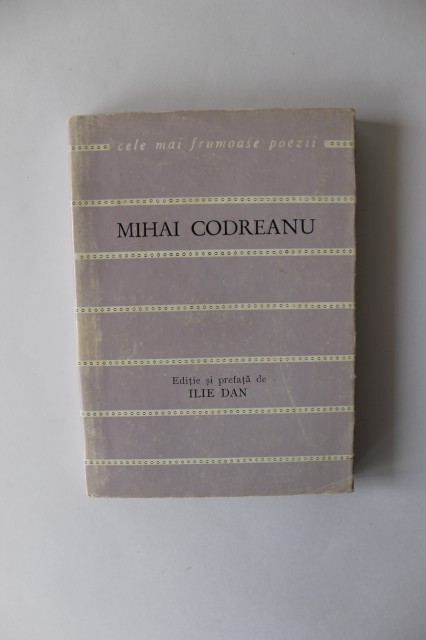 cele mai frumoase poezii
MIHAI CODREANU
Ediție și prefață de
ILIE DAN